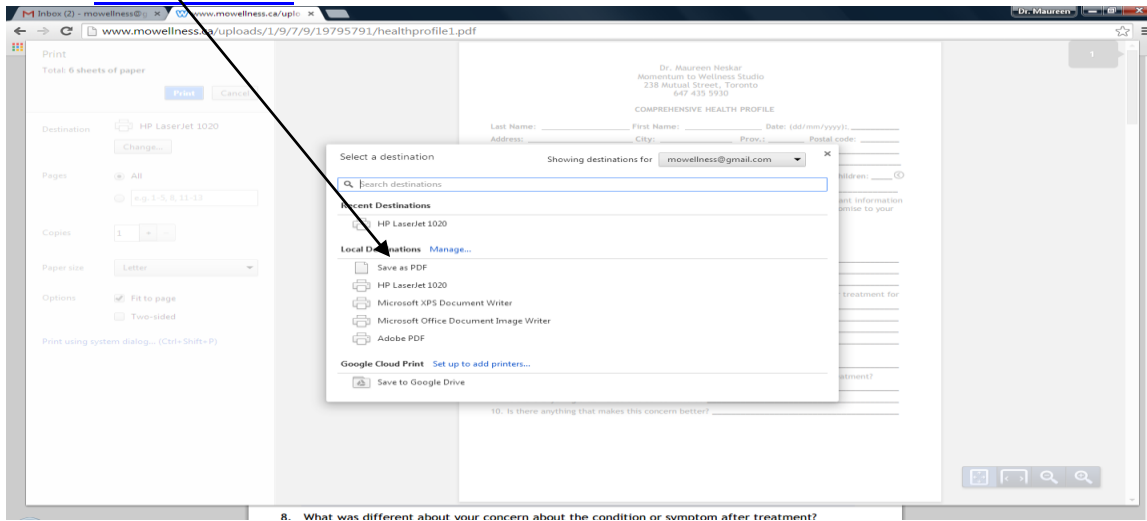 Inbox (2) - mowellness@g
www.mowellness.ca/uplo
Dr. Maureen
www.mowellness.ca/uploads/1/9/7/9/19795791/healthprofile1.pdf
Print
Total: 6 sheets of paper
Print Cancel
Destination HP LaserJet 1020
Change...
Pages All
e.g. 1-5, 8, 11-13
Copies 1 + -
Paper size Letter
Options Fit to page
Two-sided
Print using system dialog... (Ctrl+Shift+P)
1
Dr. Maureen Neskar
Momentum to Wellness Studio
238 Mutual Street, Toronto
647 435 5930
COMPREHENSIVE HEALTH PROFILE
Last Name: First Name: Date: (dd/mm/yyyy):
Address: City: Prov.: Postal code:
Select a destination Showing destinations for mowellness@gmail.com
Search destinations
Recent Destinations
HP LaserJet 1020
Local Destinations Manage...
Save as PDF
HP LaserJet 1020
Microsoft XPS Document Writer
Microsoft Office Document Image Writer
Adobe PDF
Google Cloud Print Set up to add printers...
Save to Google Drive
information
treatment for
10. Is there anything that makes this concern better?
8. What was different about your concern about the condition or symptom after treatment?